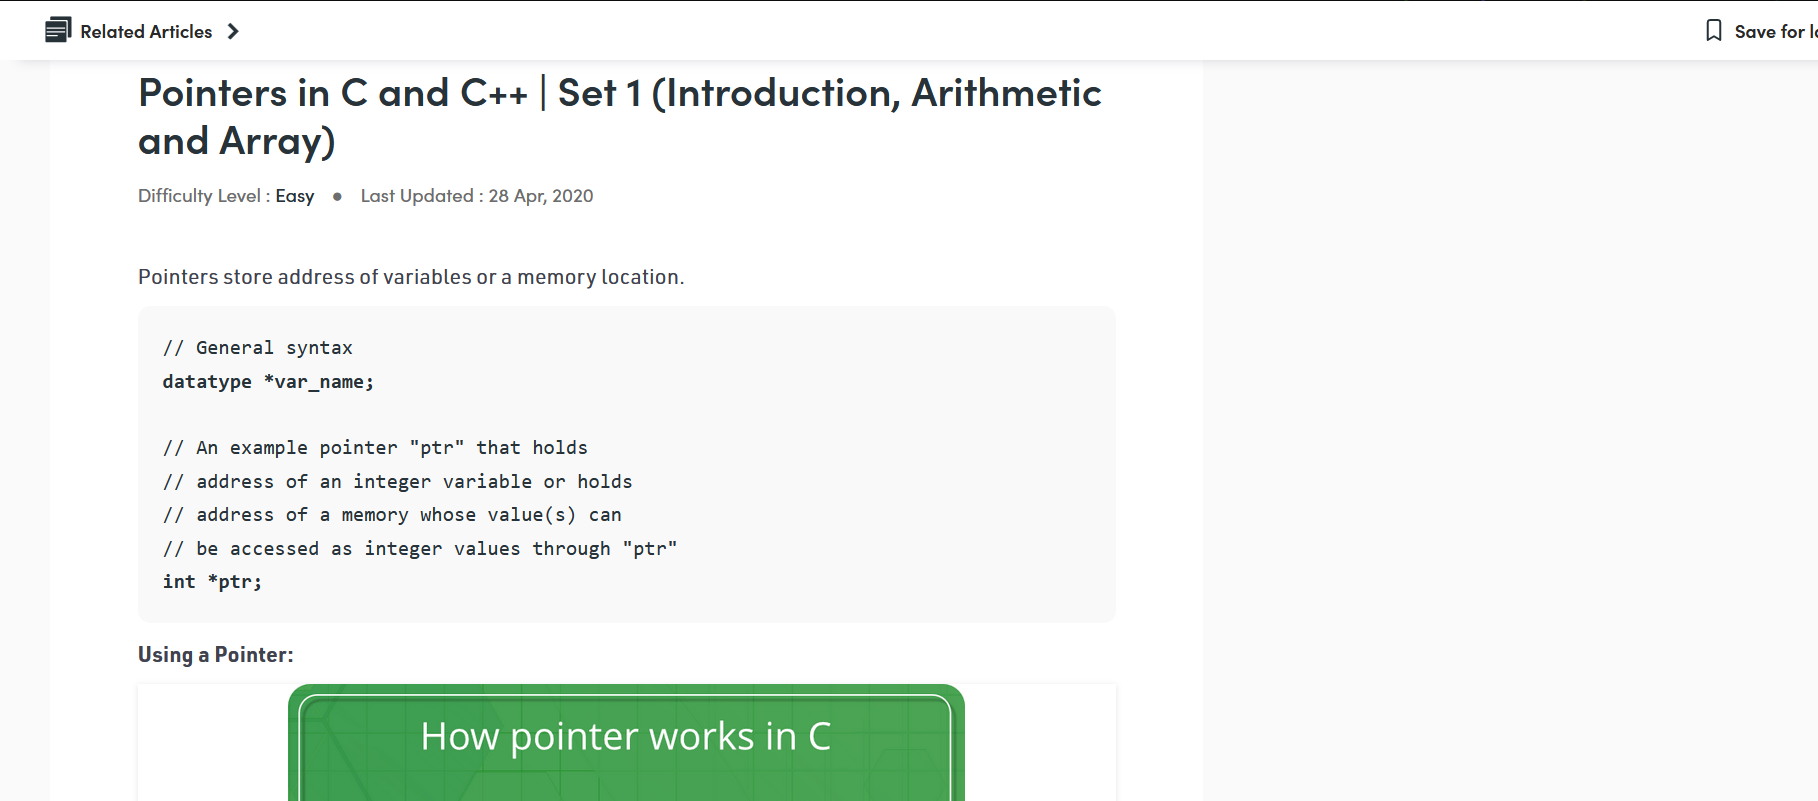 Related Articles
Save for
Pointers in C and C++ | Set 1 (Introduction, Arithmetic
and Array)
Difficulty Level : Easy ● Last Updated : 28 Apr, 2020
Pointers store address of variables or a memory location.
// General syntax
datatype *var_name;
// An example pointer "ptr" that holds
// address of an integer variable or holds
// address of a memory whose value(s) can
// be accessed as integer values through "ptr"
int *ptr;
Using a Pointer:
How pointer works in C